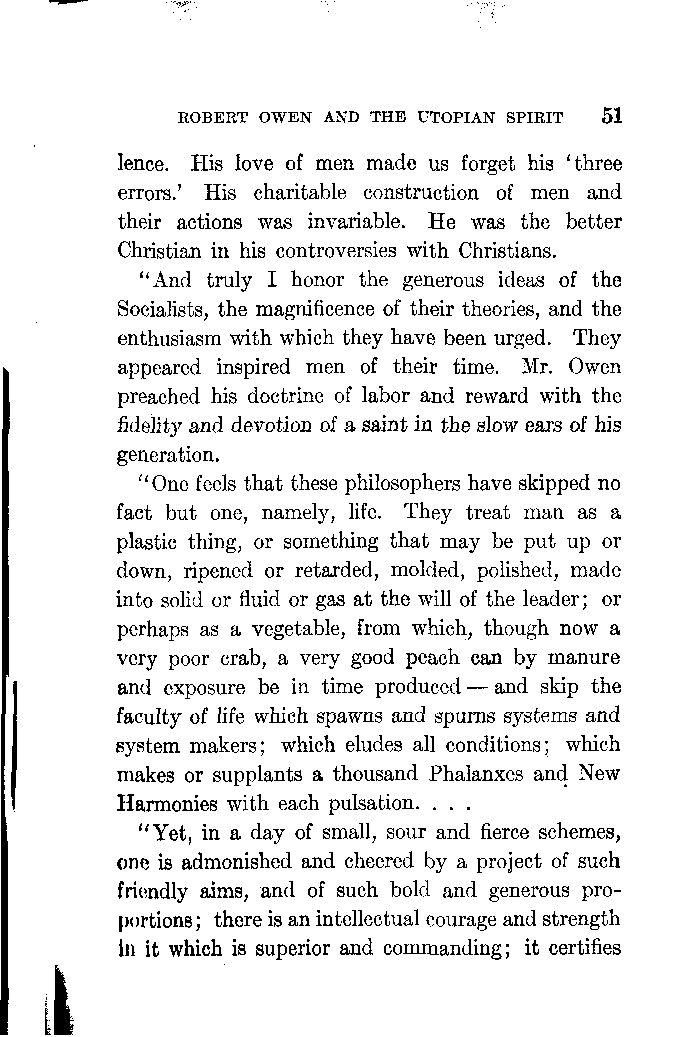 ROBERT OWEN AND THE UTOPIAN SPIRIT 51
lence. His love of men made us forget his 'three
errors.' His charitable construction of men and
their actions was invariable. He was the better
Christian in his controversies with Christians.
"And truly I honor the generous ideas of the
Socialists, the magnificence of their theories, and the
enthusiasm with which they have been urged. They
appeared inspired men of their time. Mr. Owen
preached his doctrine of labor and reward with the
fidelity and devotion of a saint in the slow ears of his
generation.
"One feels that these philosophers have skipped no
fact but one, namely, life. They treat man as a
plastic thing, or something that may be put up or
down, ripened or retarded, molded, polished, made
into solid or fluid or gas at the will of the leader; or
perhaps as a vegetable, from which, though now a
very poor crab, a very good peach can by manure
and exposure be in time produced — and skip the
faculty of life which spawns and spurns systems and
system makers; which eludes all conditions; which
makes or supplants a thousand Phalanxes and New
Harmonies with each pulsation. . . .
"Yet, in a day of small, sour and fierce schemes,
one is admonished and cheered by a project of such
friendly aims, and of such bold and generous pro-
portions; there is an intellectual courage and strength
in it which is superior and commanding; it certifies